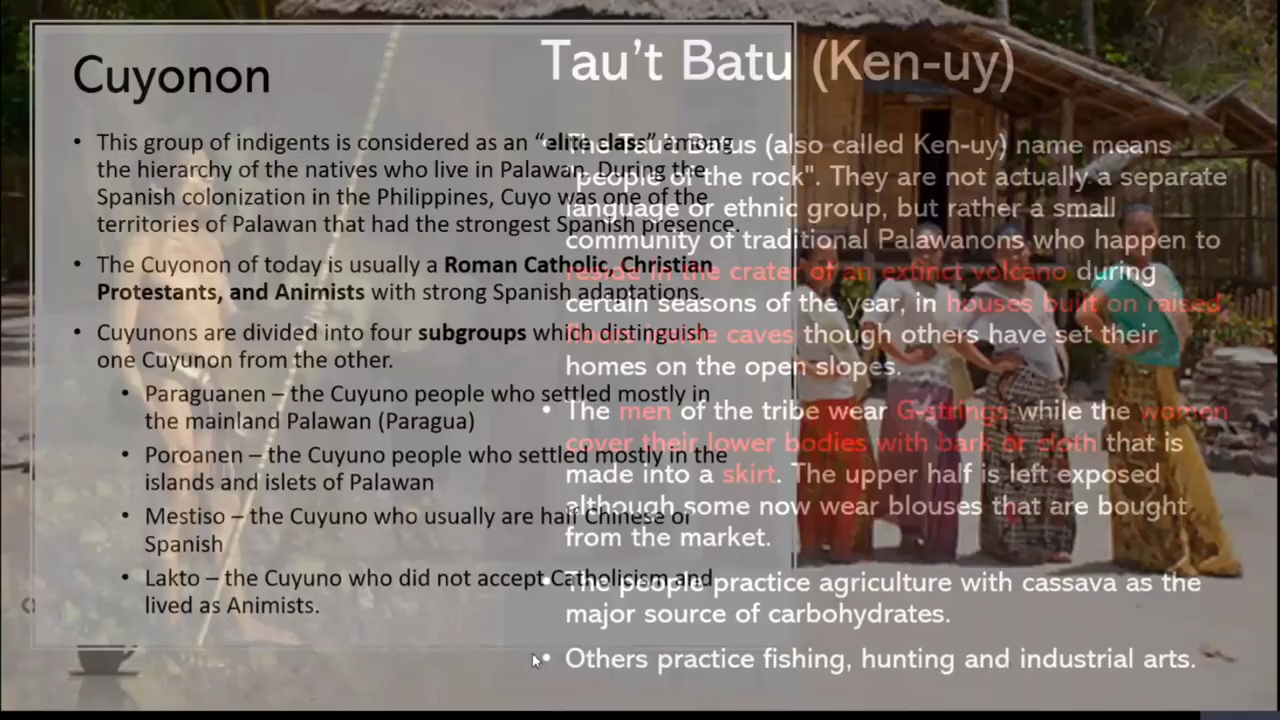 Cuyonon
• This group of indigents is considered as an “elite class” among
the hierarchy of the natives who live in Palawan. During the
Spanish colonization in the Philippines, Cuyo was one of the
territories of Palawan that had the strongest Spanish presence.
• The Cuyonon of today is usually a Roman Catholic, Christian
Protestants, and Animists with strong Spanish adaptations.
• Cuyunons are divided into four subgroups which distinguish
one Cuyunon from the other.
• Paraguanen – the Cuyuno people who settled mostly in
the mainland Palawan (Paragua)
• Poroanen – the Cuyuno people who settled mostly in the
islands and islets of Palawan
• Mestiso – the Cuyuno who usually are half Chinese or
Spanish
• Lakto – the Cuyuno who did not accept Catholicism and
lived as Animists.
Tau’t Batu (Ken-uy)
• The Tau't Batus (also called Ken-uy) name means
"people of the rock". They are not actually a separate
language or ethnic group, but rather a small
community of traditional Palawanons who happen to
reside in the crater of an extinct volcano during
certain seasons of the year, in houses built on raised
floors inside caves though others have set their
homes on the open slopes.
• The men of the tribe wear G-strings while the women
cover their lower bodies with bark or cloth that is
made into a skirt. The upper half is left exposed
although some now wear blouses that are bought
from the market.
• The people practice agriculture with cassava as the
major source of carbohydrates.
• Others practice fishing, hunting and industrial arts.